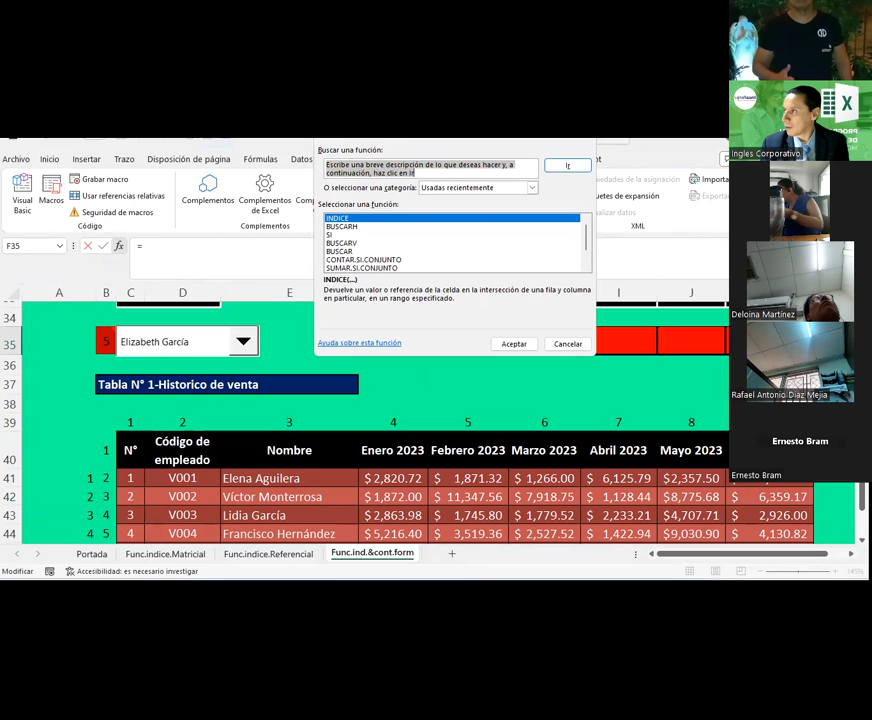 Buscar una función:
Escribe una breve descripción de lo que deseas hacer y, a
continuación, haz clic en Ir
Ir
O seleccionar una categoría: Usadas recientemente
Seleccionar una función:
INDICE
BUSCARH
SI
BUSCARV
BUSCAR
CONTAR.SI.CONJUNTO
SUMAR.SI.CONJUNTO
INDICE(...)
Devuelve un valor o referencia de la celda en la intersección de una fila y columna
en particular, en un rango especificado.
Ayuda sobre esta función
Aceptar
Cancelar
Archivo Inicio Insertar Trazo Disposición de página Fórmulas Datos
Visual
Basic
Macros
Grabar macro
Usar referencias relativas
Seguridad de macros
Código
Complementos
Complementos
de Excel
Complementos
Importa
de expansión
Exporta
XML
F35 fx =
A B C D E I J
34
35 5 Elizabeth García
36
37 Tabla N° 1-Historico de venta
38
39 1 2 3 4 5 6 7 8
40 1 N° Código de empleado Nombre Enero 2023 Febrero 2023 Marzo 2023 Abril 2023 Mayo 2023
41 1 2 1 V001 Elena Aguilera $2,820.72 $ 1,871.32 $ 1,266.00 $ 6,125.79 $2,357.50
42 2 3 2 V002 Víctor Monterrosa $1,872.00 $ 11,347.56 $ 7,918.75 $ 1,128.44 $8,775.68 $ 6,359.17
43 3 4 3 V003 Lidia García $2,863.98 $ 1,745.80 $ 1,779.52 $ 2,233.21 $4,707.71 $ 2,926.00
44 4 5 4 V004 Francisco Hernández $5,216.40 $ 3,519.36 $ 2,527.52 $ 1,422.94 $9,030.90 $ 4,130.82
Portada Func.indice.Matricial Func.indice.Referencial Func.ind.&cont.form
Modificar Accesibilidad: es necesario investigar
145%
Ingles Corporativo
Deloina Martínez
Rafael Antonio Diaz Mejia
Ernesto Bram
Ernesto Bram